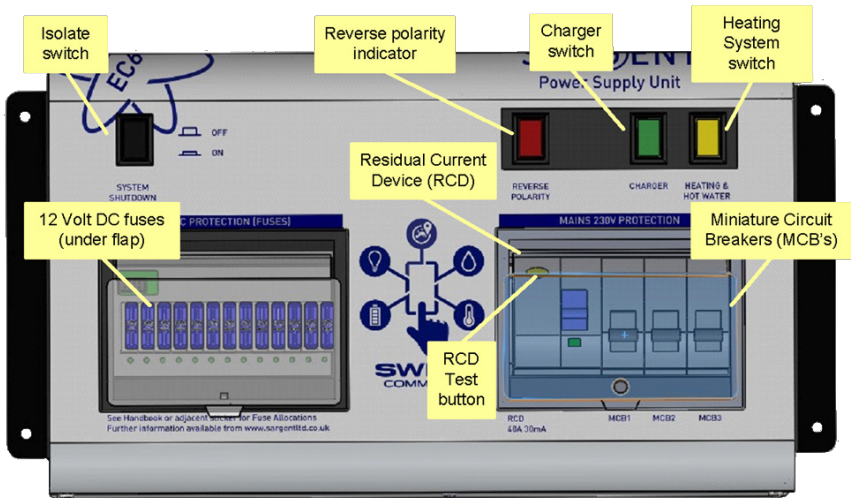 Isolate
switch
Reverse polarity
indicator
Charger
switch
Heating
System
switch
Power Supply Unit
OFF
ON
SYSTEM
SHUTDOWN
Residual Current
Device (RCD)
REVERSE
POLARITY
CHARGER
HEATING &
HOT WATER
12 Volt DC fuses
(under flap)
PROTECTION (FUSES)
MAINS 230V PROTECTION
Miniature Circuit
Breakers (MCB's)
RCD
Test
button
See Handbook or adjacent sticker for Fuse Allocations
Further information available from www.sargentltd.co.uk
RCD
40A 30mA
MCB1
MCB2
MCB3